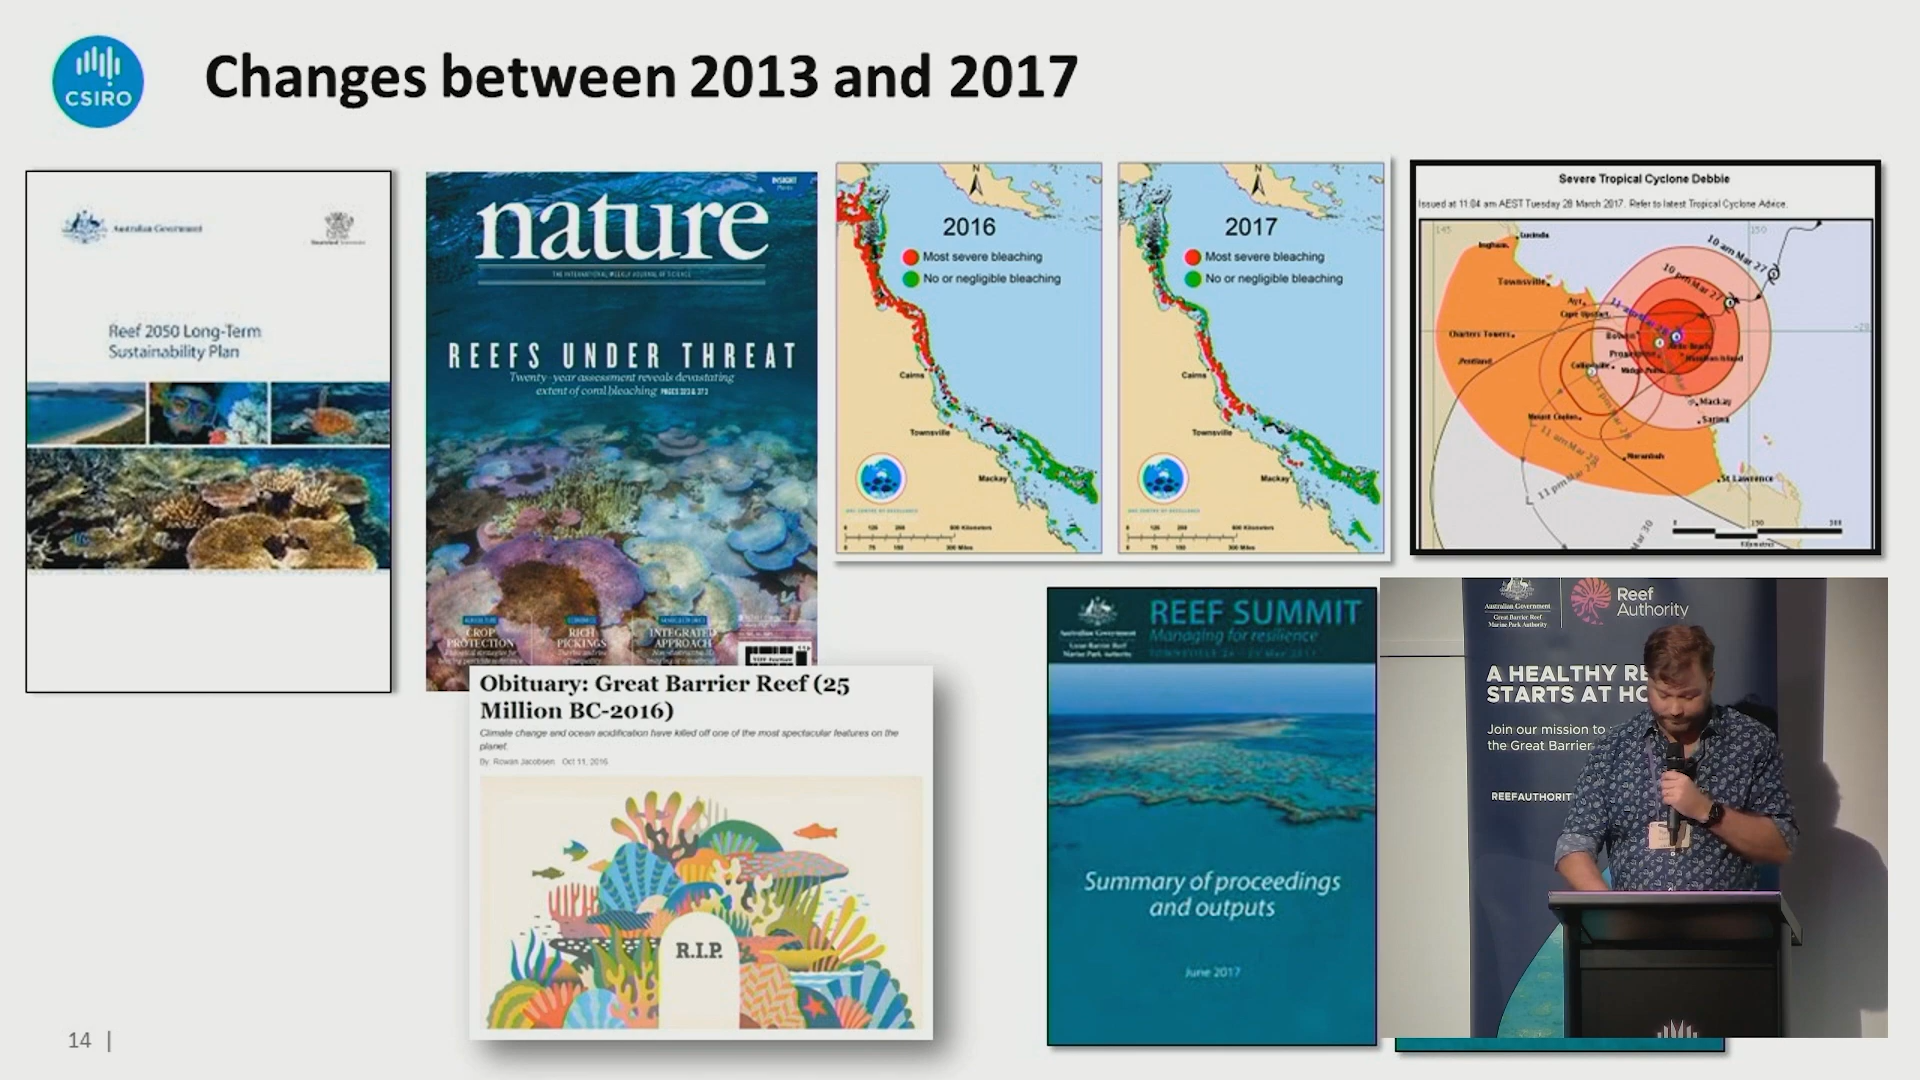 CSIRO
Changes between 2013 and 2017
Australian Government
Reef 2050 Long-Term
Sustainability Plan
INSIGHT
nature
THE INTERNATIONAL WEEKLY JOURNAL OF SCIENCE
REEFS UNDER THREAT
Twenty-year assessment reveals devastating
extent of coral bleaching
CROP
PROTECTION
RICH
PICKINGS
INTEGRATED
APPROACH
Obituary: Great Barrier Reef (25
Million BC-2016)
Climate change and ocean acidification have killed off one of the most spectacular features on the
planet.
By: Rowan Jacobsen Oct 11, 2016
R.I.P.
N
2016
Most severe bleaching
No or negligible bleaching
Cairns
Townsville
Mackay
N
2017
Most severe bleaching
No or negligible bleaching
Cairns
Townsville
Mackay
Severe Tropical Cyclone Debbie
Issued at 11:04 am AEST Tuesday 28 March 2017. Refer to latest Tropical Cyclone Advice.
145
150
Lucinda
Ingham
10 am Mar 27
10 pm Mar 27
Townsville
Ayr
Cape Upstart
11 am Mar 28
Charters Towers
Bowen
Pentland
Hamilton Island
Collinsville
Mackay
Mount Coolon
Sarina
11 am Mar 29
Moranbah
11 pm Mar 29
St Lawrence
REEF SUMMIT
Managing for resilience
Australian Government
Great Barrier Reef
Marine Park Authority
Summary of proceedings
and outputs
June 2017
Australian Government
Great Barrier Reef
Marine Park Authority
Reef
Authority
A HEALTHY RE
STARTS AT HO
Join our mission to
the Great Barrier
REEFAUTHORIT
14 |